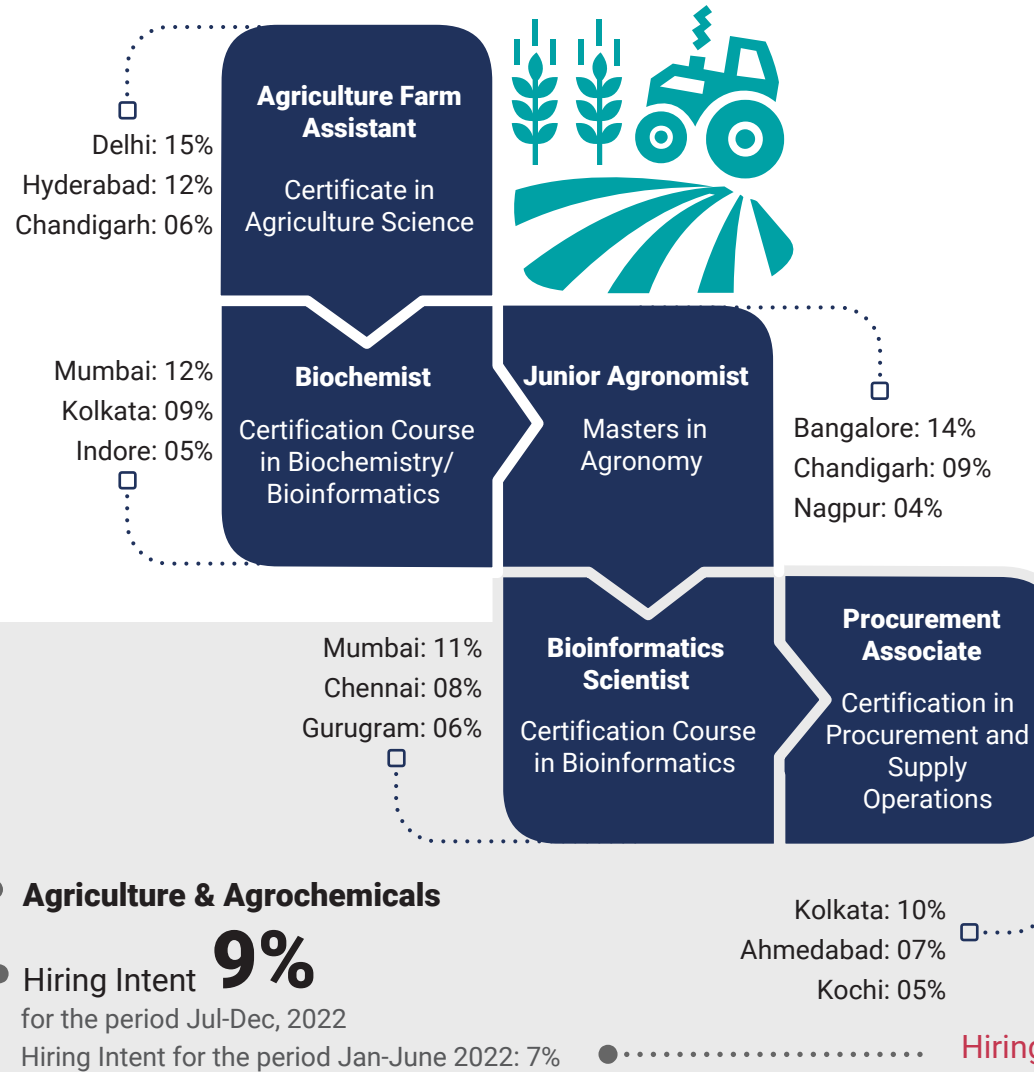 Agriculture Farm
Assistant
Certificate in
Agriculture Science
Delhi: 15%
Hyderabad: 12%
Chandigarh: 06%
Mumbai: 12%
Kolkata: 09%
Indore: 05%
Biochemist
Certification Course
in Biochemistry/
Bioinformatics
Junior Agronomist
Masters in
Agronomy
Bangalore: 14%
Chandigarh: 09%
Nagpur: 04%
Mumbai: 11%
Chennai: 08%
Gurugram: 06%
Bioinformatics
Scientist
Certification Course
in Bioinformatics
Procurement
Associate
Certification in
Procurement and
Supply
Operations
Kolkata: 10%
Ahmedabad: 07%
Kochi: 05%
Agriculture & Agrochemicals
Hiring Intent 9%
for the period Jul-Dec, 2022
Hiring Intent for the period Jan-June 2022: 7%
Hiring